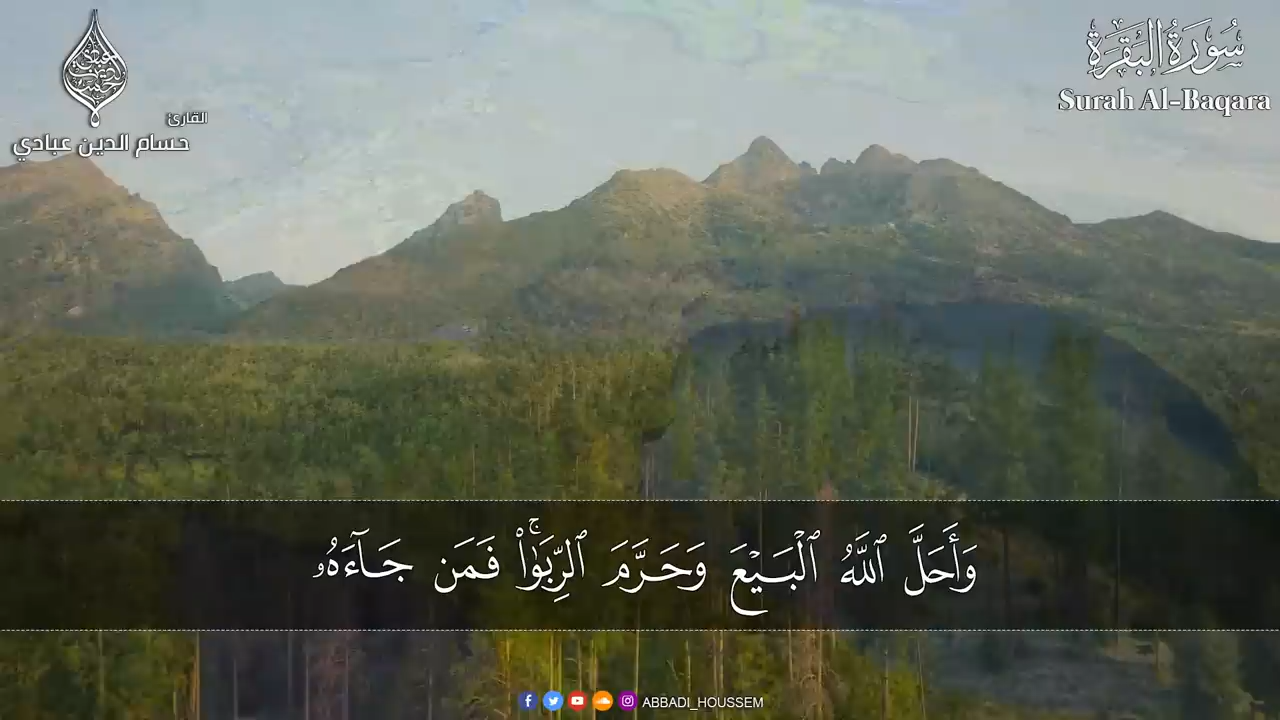 سُورَةُ البَقَرَةِ
Surah Al-Baqara
القارئ
حسام الدين عبادي
وَأَحَلَّ ٱللَّهُ ٱلْبَيْعَ وَحَرَّمَ ٱلرِّبَوٰا۟ ۚ فَمَن جَآءَهُۥ
ABBADI_HOUSSEM